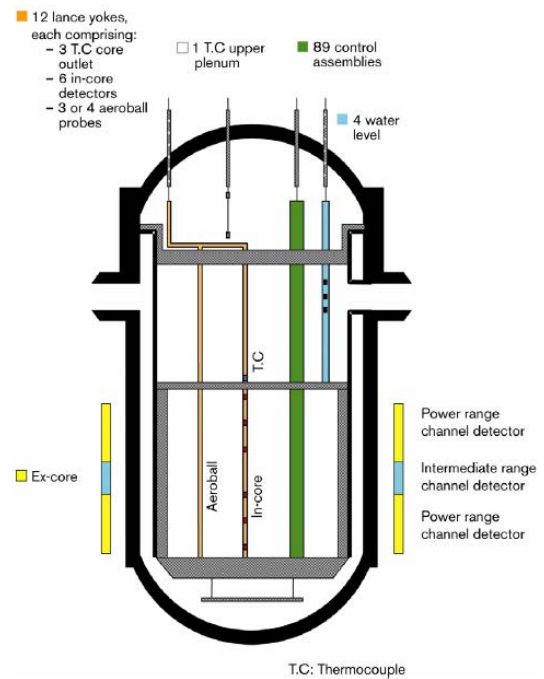 12 lance yokes,
each comprising:
– 3 T.C core
outlet
– 6 in-core
detectors
– 3 or 4 aeroball
probes
1 T.C upper
plenum
89 control
assemblies
4 water
level
T.C
Aeroball
In-core
Ex-core
Power range
channel detector
Intermediate range
channel detector
Power range
channel detector
T.C: Thermocouple